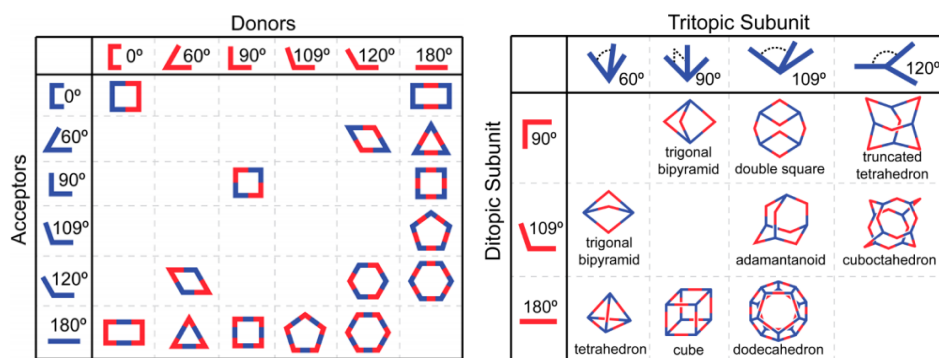 Donors
0º 60º 90º 109º 120º 180º
Acceptors
0º
60º
90º
109º
120º
180º
Tritopic Subunit
60º 90º 109º 120º
Ditopic Subunit
90º
trigonal
bipyramid
double square
truncated
tetrahedron
109º
trigonal
bipyramid
adamantanoid
cuboctahedron
180º
tetrahedron
cube
dodecahedron